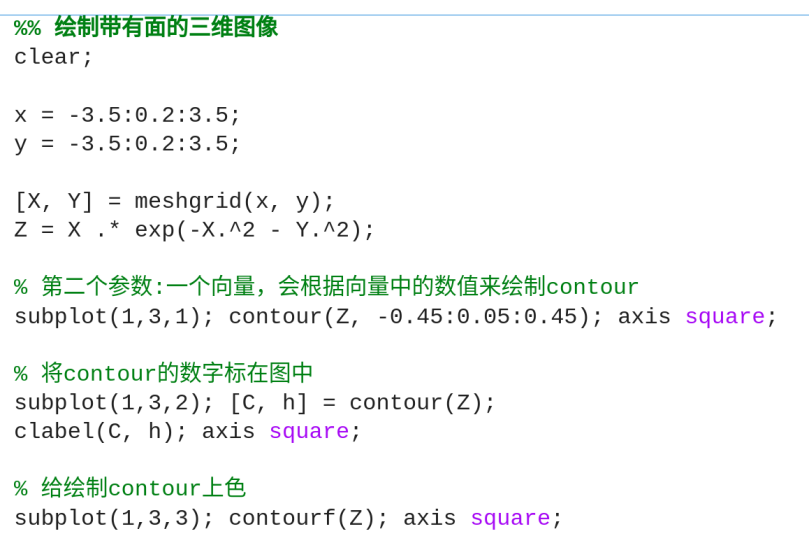 %% 绘制带有面的三维图像
clear;
x = -3.5:0.2:3.5;
y = -3.5:0.2:3.5;
[X, Y] = meshgrid(x, y);
Z = X .* exp(-X.^2 - Y.^2);
% 第二个参数:一个向量，会根据向量中的数值来绘制contour
subplot(1,3,1); contour(Z, -0.45:0.05:0.45); axis square;
% 将contour的数字标在图中
subplot(1,3,2); [C, h] = contour(Z);
clabel(C, h); axis square;
% 给绘制contour上色
subplot(1,3,3); contourf(Z); axis square;